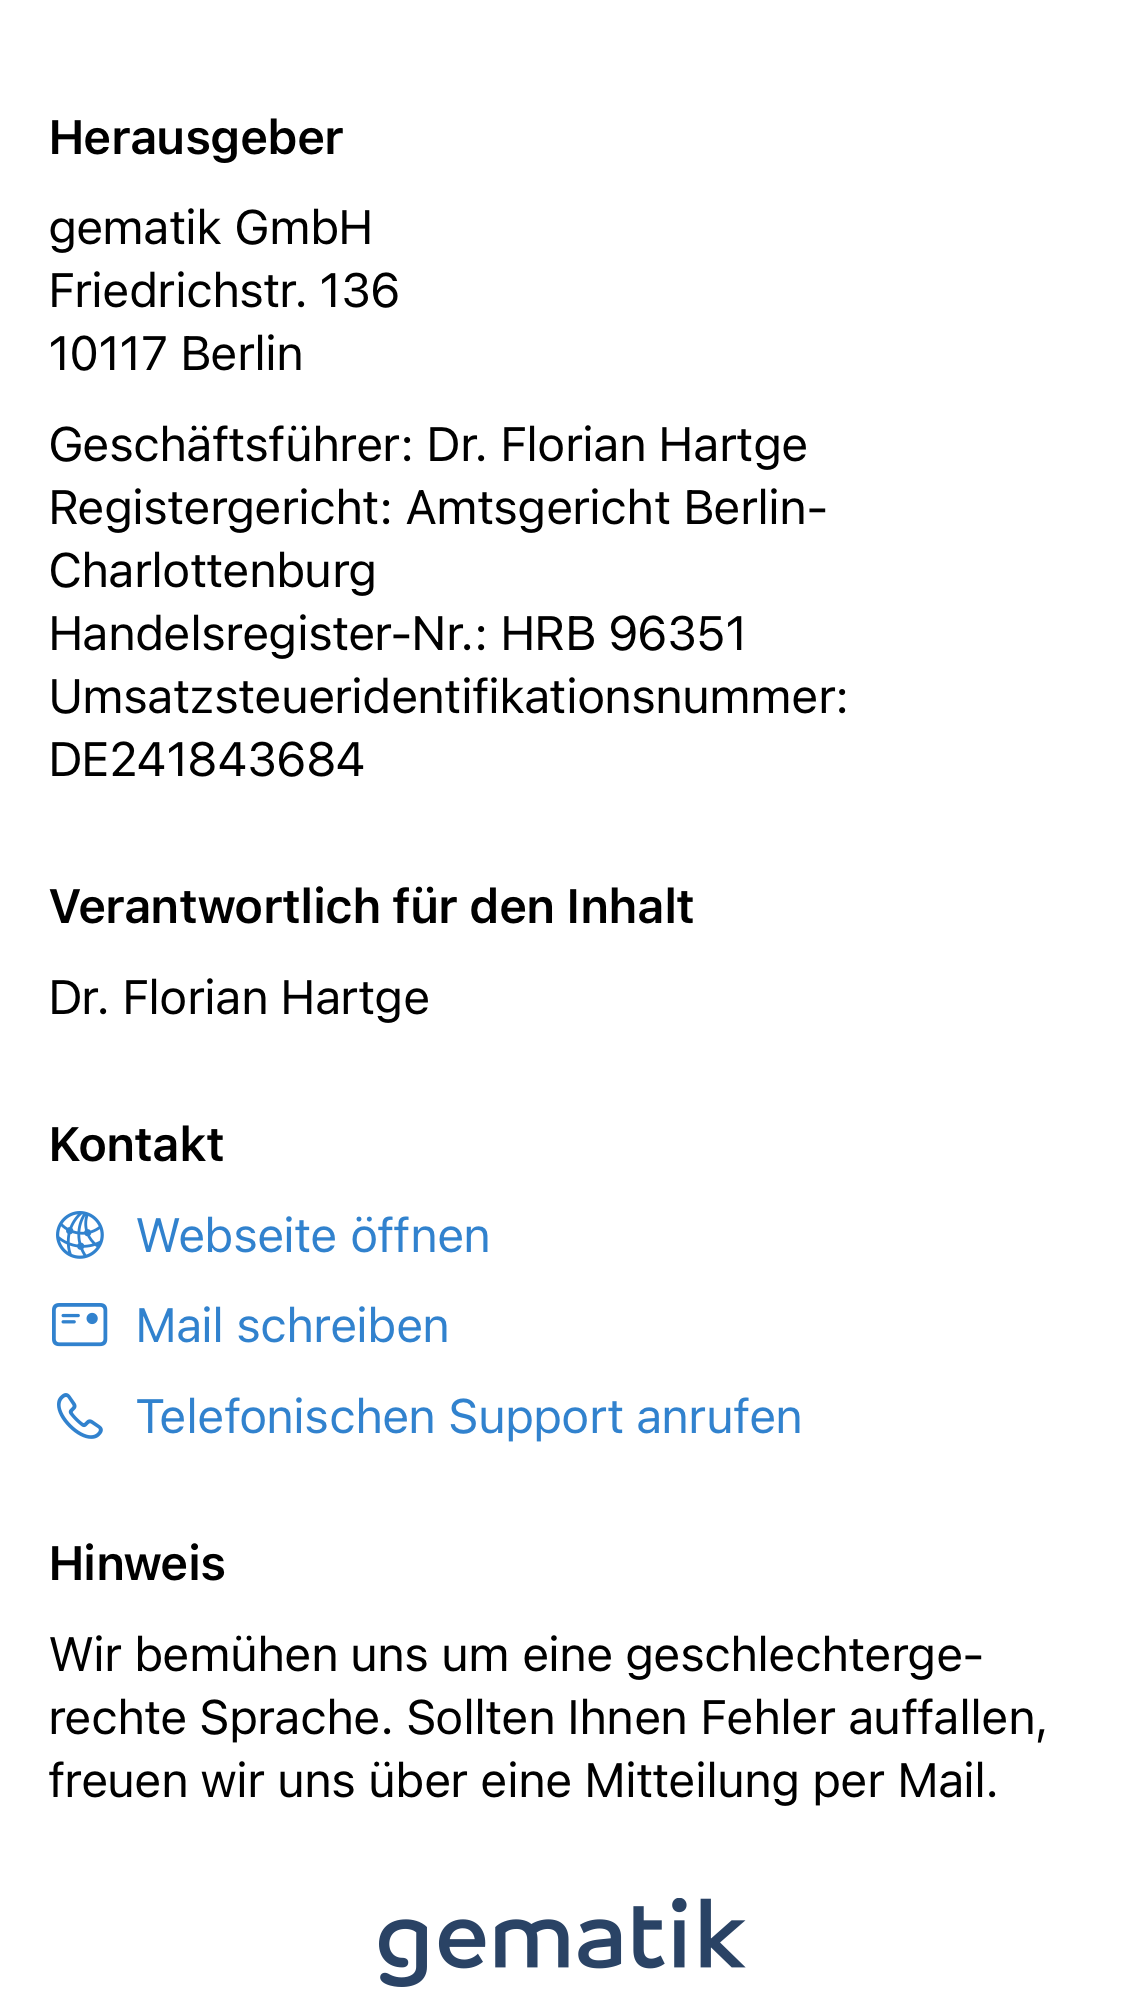 Herausgeber
gematik GmbH
Friedrichstr. 136
10117 Berlin
Geschäftsführer: Dr. Florian Hartge
Registergericht: Amtsgericht Berlin-
Charlottenburg
Handelsregister-Nr.: HRB 96351
Umsatzsteueridentifikationsnummer:
DE241843684
Verantwortlich für den Inhalt
Dr. Florian Hartge
Kontakt
Webseite öffnen
Mail schreiben
Telefonischen Support anrufen
Hinweis
Wir bemühen uns um eine geschlechterge-
rechte Sprache. Sollten Ihnen Fehler auffallen,
freuen wir uns über eine Mitteilung per Mail.
gematik